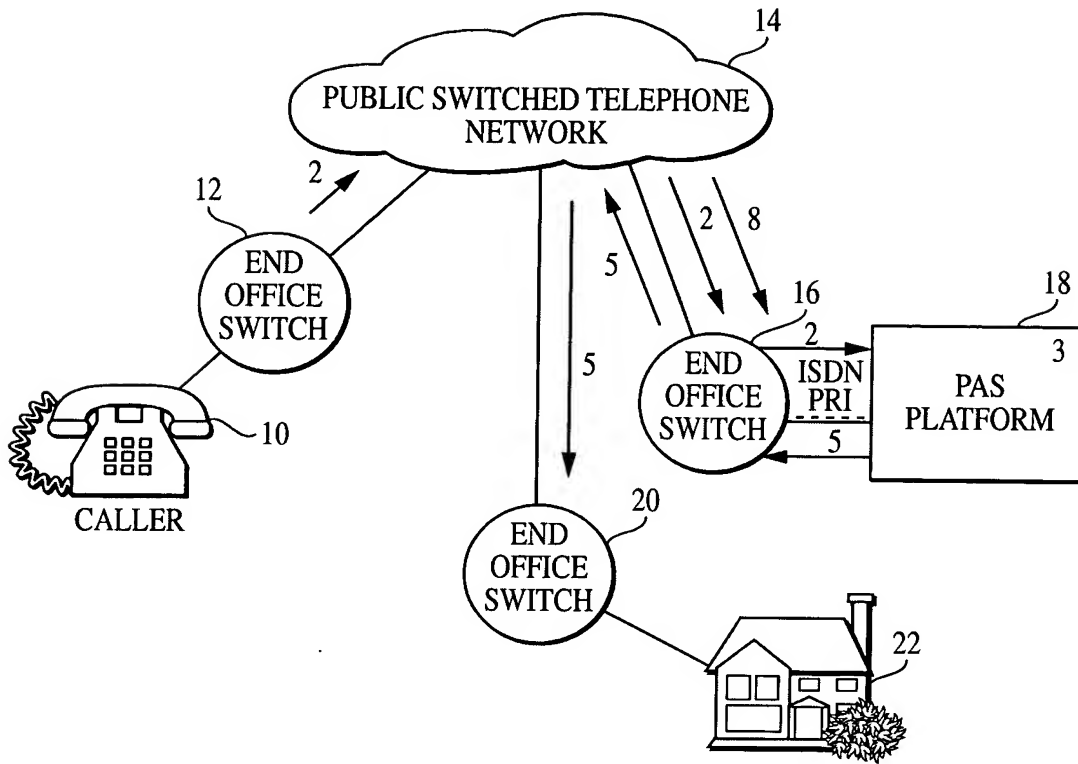 14
PUBLIC SWITCHED TELEPHONE
NETWORK
2
12
END
OFFICE
SWITCH
10
CALLER
5
5
2
8
16
END
OFFICE
SWITCH
2
ISDN
PRI
5
18
3
PAS
PLATFORM
20
END
OFFICE
SWITCH
22